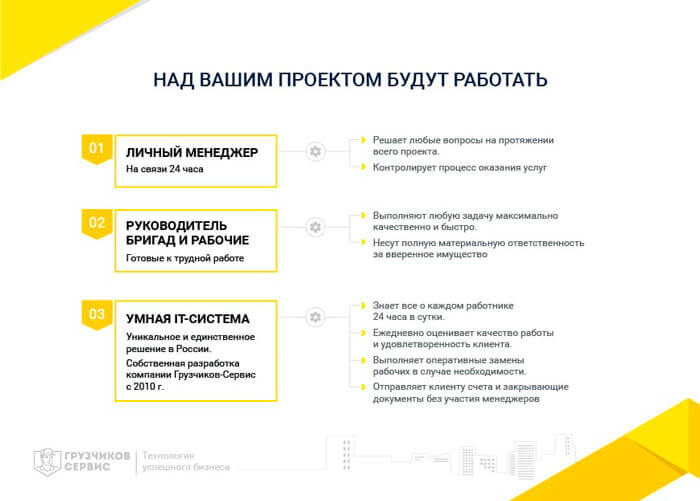 НАД ВАШИМ ПРОЕКТОМ БУДУТ РАБОТАТЬ
01
ЛИЧНЫЙ МЕНЕДЖЕР
На связи 24 часа
Решает любые вопросы на протяжении
всего проекта.
Контролирует процесс оказания услуг
02
РУКОВОДИТЕЛЬ
БРИГАД И РАБОЧИЕ
Готовые к трудной работе
Выполняют любую задачу максимально
качественно и быстро.
Несут полную материальную ответственность
за вверенное имущество
03
УМНАЯ IT-СИСТЕМА
Уникальное и единственное
решение в России.
Собственная разработка
компании Грузчиков-Сервис
с 2010 г.
Знает все о каждом работнике
24 часа в сутки.
Ежедневно оценивает качество работы
и удовлетворенность клиента.
Выполняет оперативные замены
рабочих в случае необходимости.
Отправляет клиенту счета и закрывающие
документы без участия менеджеров
ГРУЗЧИКОВ
СЕРВИС
Технология
успешного бизнеса